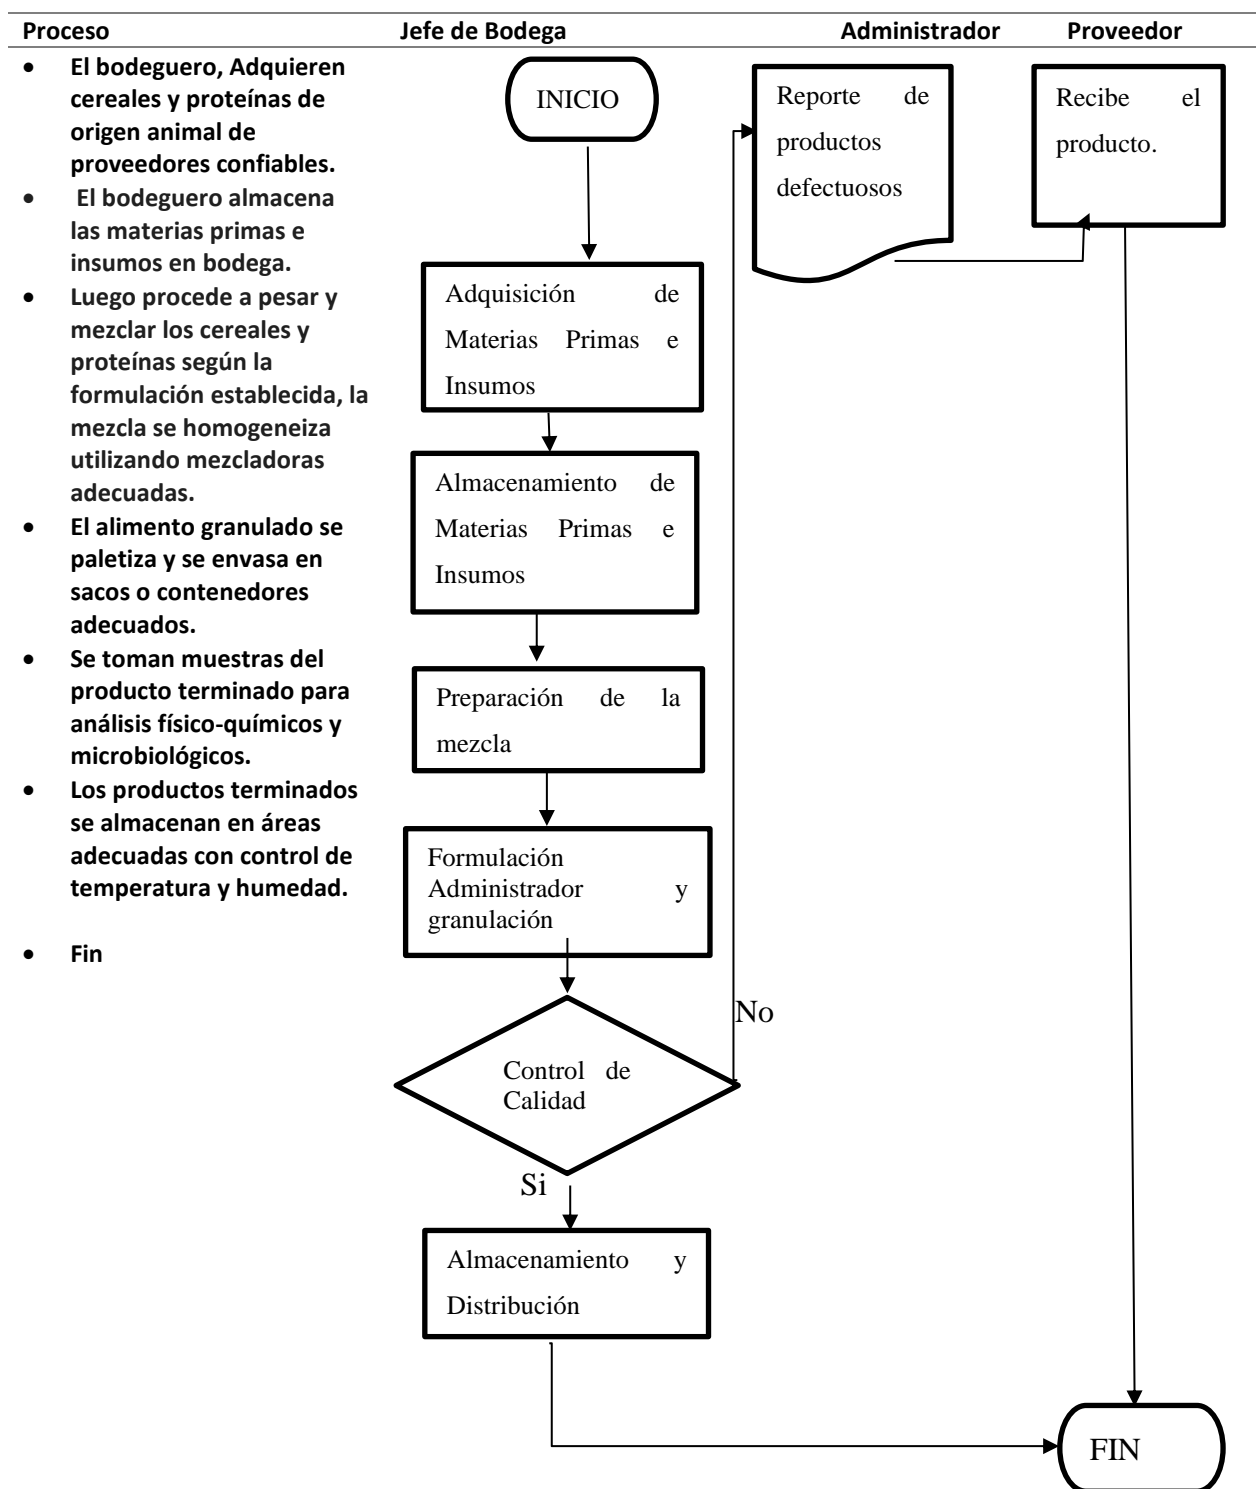 Proceso Jefe de Bodega Administrador Proveedor
• El bodeguero, Adquieren
cereales y proteínas de
origen animal de
proveedores confiables.
• El bodeguero almacena
las materias primas e
insumos en bodega.
• Luego procede a pesar y
mezclar los cereales y
proteínas según la
formulación establecida, la
mezcla se homogeneiza
utilizando mezcladoras
adecuadas.
• El alimento granulado se
paletiza y se envasa en
sacos o contenedores
adecuados.
• Se toman muestras del
producto terminado para
análisis físico-químicos y
microbiológicos.
• Los productos terminados
se almacenan en áreas
adecuadas con control de
temperatura y humedad.
• Fin
INICIO
Adquisición de
Materias Primas e
Insumos
Almacenamiento de
Materias Primas e
Insumos
Preparación de la
mezcla
Formulación
Administrador y
granulación
Control de
Calidad
No
Si
Almacenamiento y
Distribución
Reporte de
productos
defectuosos
Recibe el
producto.
FIN